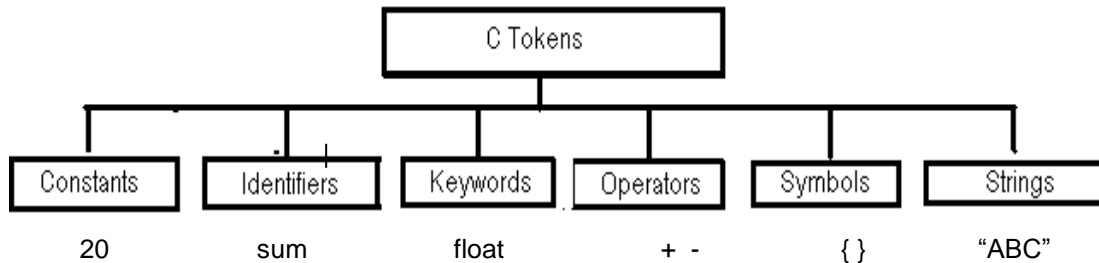 C Tokens
Constants Identifiers Keywords Operators Symbols Strings
20 sum float + - { } “ABC”